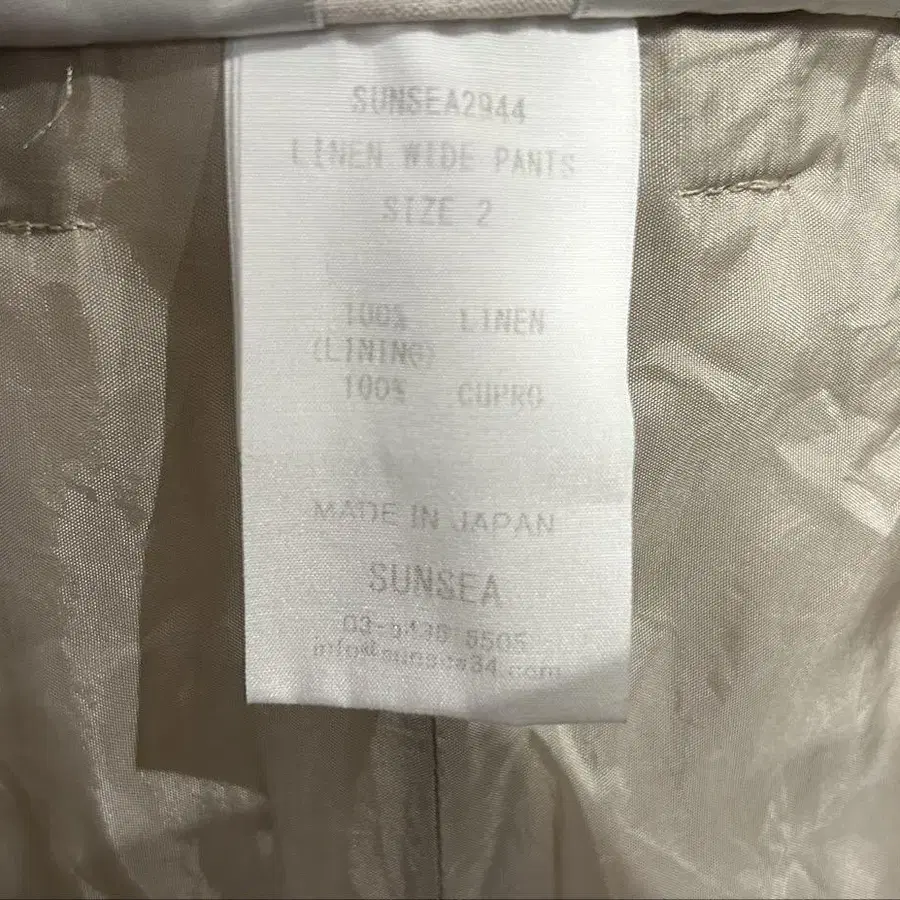 SUNSEA2944
LINEN WIDE PANTS
SIZE 2
100% LINEN
(LINING)
100% CUPRO
MADE IN JAPAN
SUNSEA